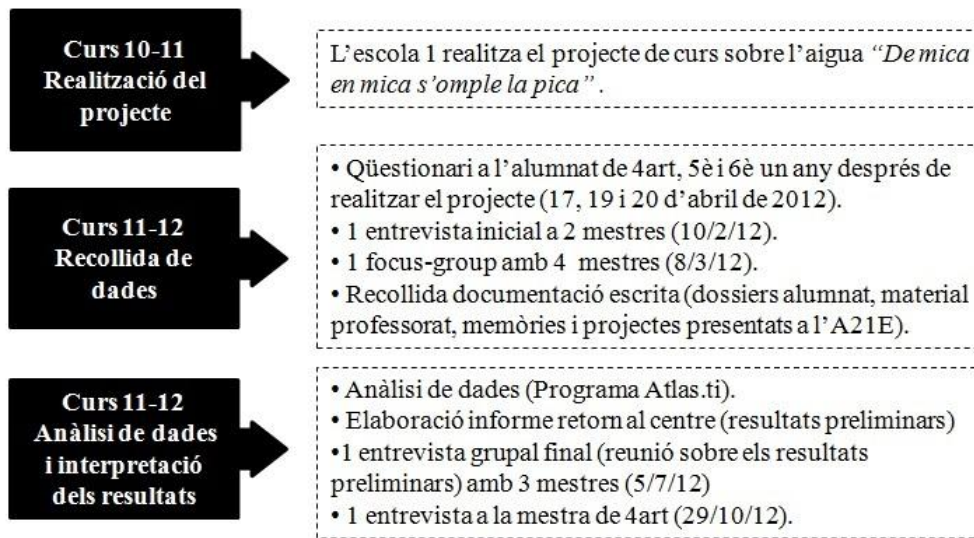 Curs 10-11
Realització del
projecte
L’escola 1 realitza el projecte de curs sobre l’aigua “De mica
en mica s’omple la pica”.
Curs 11-12
Recollida de
dades
• Qüestionari a l’alumnat de 4art, 5è i 6è un any després de
realitzar el projecte (17, 19 i 20 d’abril de 2012).
• 1 entrevista inicial a 2 mestres (10/2/12).
• 1 focus-group amb 4 mestres (8/3/12).
• Recollida documentació escrita (dossiers alumnat, material
professorat, memòries i projectes presentats a l’A21E).
Curs 11-12
Anàlisi de dades
i interpretació
dels resultats
• Anàlisi de dades (Programa Atlas.ti).
• Elaboració informe retorn al centre (resultats preliminars)
•1 entrevista grupal final (reunió sobre els resultats
preliminars) amb 3 mestres (5/7/12)
• 1 entrevista a la mestra de 4art (29/10/12).